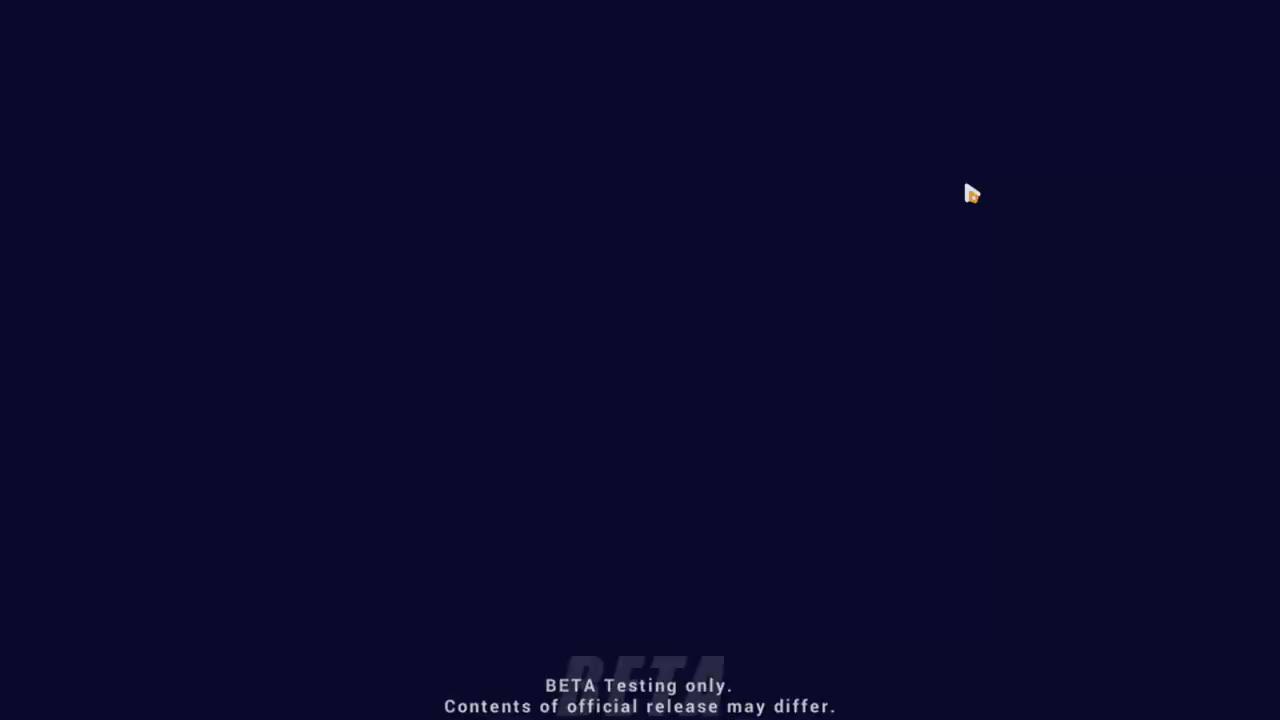 BETA
BETA Testing only.
Contents of official release may differ.